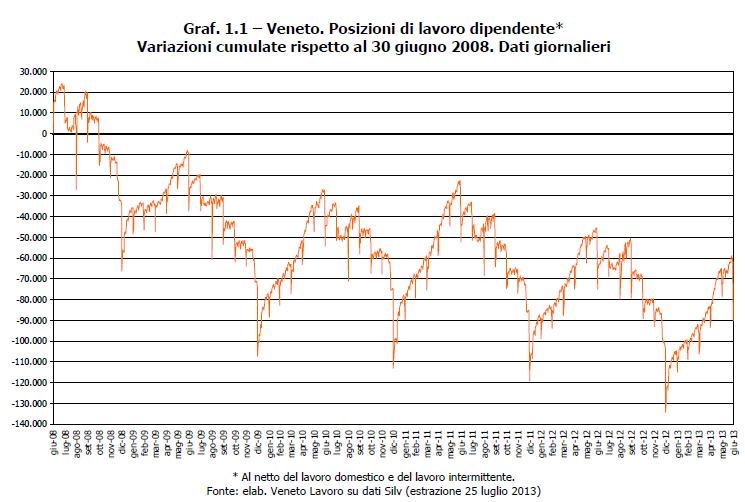 Graf. 1.1 – Veneto. Posizioni di lavoro dipendente*
Variazioni cumulate rispetto al 30 giugno 2008. Dati giornalieri
30.000
20.000
10.000
0
-10.000
-20.000
-30.000
-40.000
-50.000
-60.000
-70.000
-80.000
-90.000
-100.000
-110.000
-120.000
-130.000
-140.000
giu-08
lug-08
ago-08
set-08
ott-08
nov-08
dic-08
gen-09
feb-09
mar-09
apr-09
mag-09
giu-09
lug-09
ago-09
set-09
ott-09
nov-09
dic-09
gen-10
feb-10
mar-10
apr-10
mag-10
giu-10
lug-10
ago-10
set-10
ott-10
nov-10
dic-10
gen-11
feb-11
mar-11
apr-11
mag-11
giu-11
lug-11
ago-11
set-11
ott-11
nov-11
dic-11
gen-12
feb-12
mar-12
apr-12
mag-12
giu-12
lug-12
ago-12
set-12
ott-12
nov-12
dic-12
gen-13
feb-13
mar-13
apr-13
mag-13
giu-13
* Al netto del lavoro domestico e del lavoro intermittente.
Fonte: elab. Veneto Lavoro su dati Silv (estrazione 25 luglio 2013)